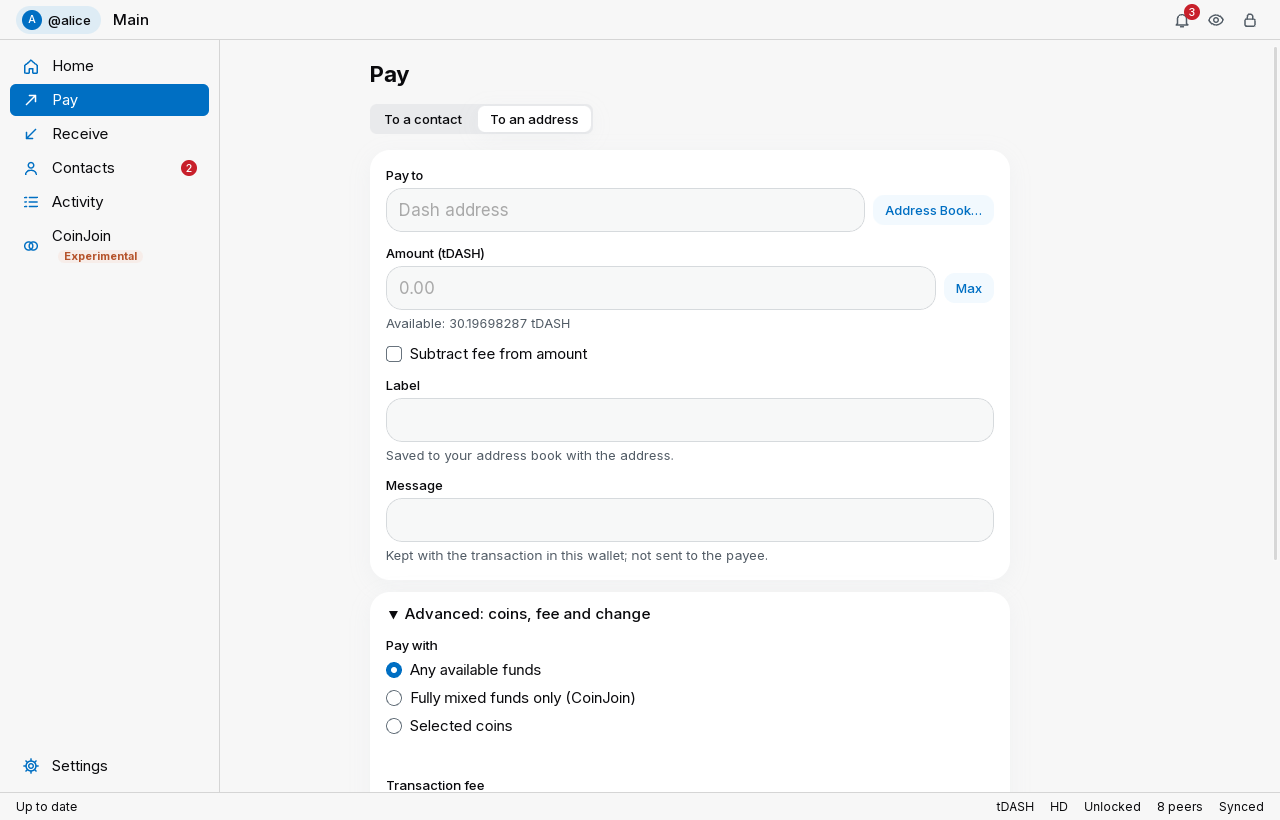 A @alice Main 3
Home
Pay
Receive
Contacts 2
Activity
CoinJoin
Experimental
Settings
Pay
To a contact To an address
Pay to
Dash address Address Book…
Amount (tDASH)
0.00 Max
Available: 30.19698287 tDASH
Subtract fee from amount
Label
Saved to your address book with the address.
Message
Kept with the transaction in this wallet; not sent to the payee.
▼ Advanced: coins, fee and change
Pay with
Any available funds
Fully mixed funds only (CoinJoin)
Selected coins
Transaction fee
Up to date tDASH HD Unlocked 8 peers Synced